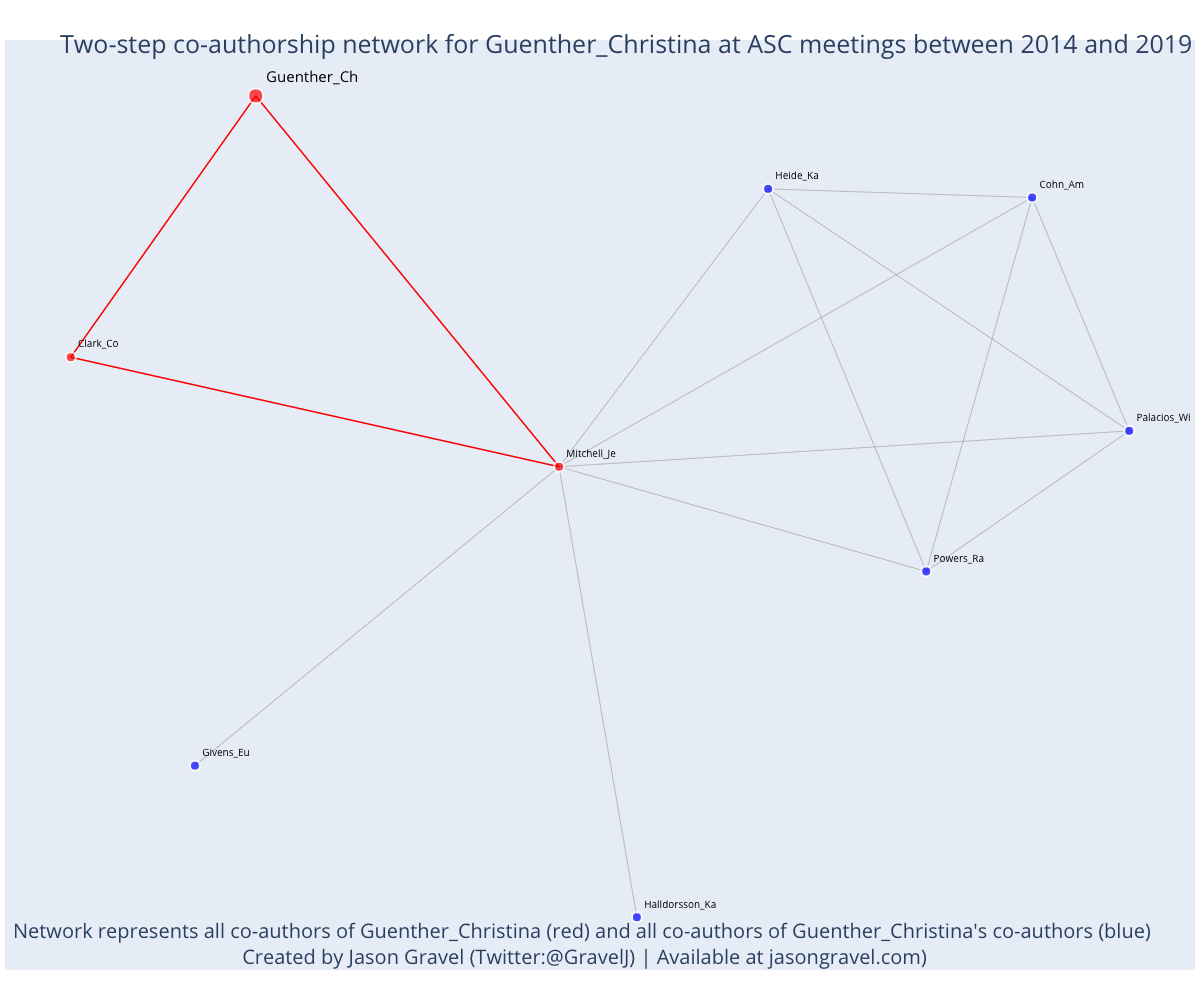 Two-step co-authorship network for Guenther_Christina at ASC meetings between 2014 and 2019
Guenther_Ch
Heide_Ka
Cohn_Am
Clark_Co
Palacios_Wi
Mitchell_Je
Powers_Ra
Givens_Eu
Halldorsson_Ka
Network represents all co-authors of Guenther_Christina (red) and all co-authors of Guenther_Christina's co-authors (blue)
Created by Jason Gravel (Twitter:@GravelJ) | Available at jasongravel.com)